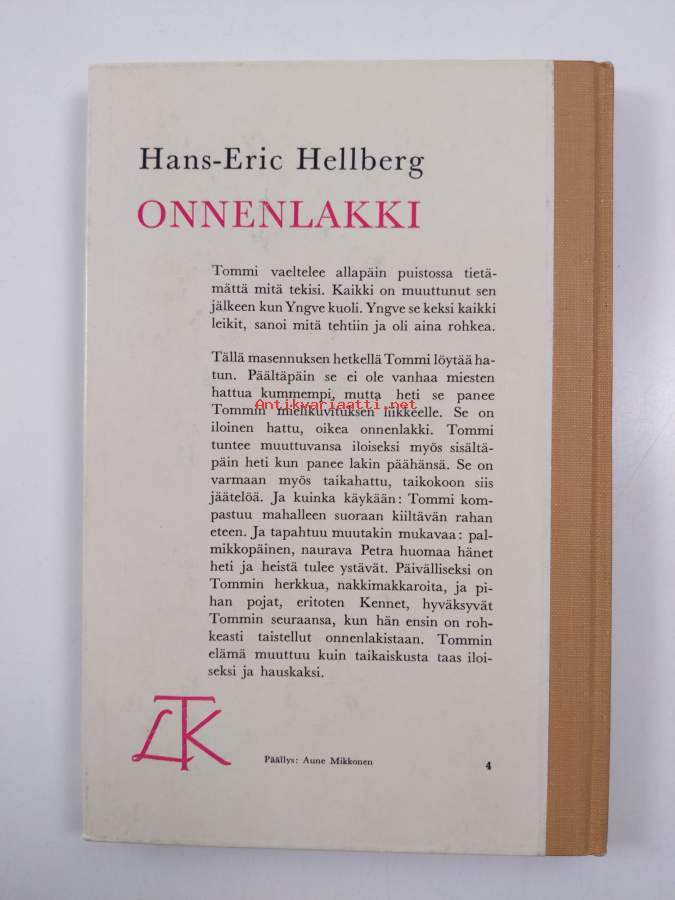 Hans-Eric Hellberg
ONNENLAKKI
Tommi vaeltelee allapäin puistossa tietä-
mättä mitä tekisi. Kaikki on muuttunut sen
jälkeen kun Yngve kuoli. Yngve se keksi kaikki
leikit, sanoi mitä tehtiin ja oli aina rohkea.
Tällä masennuksen hetkellä Tommi löytää ha-
tun. Päältäpäin se ei ole vanhaa miesten
hattua kummempi, mutta heti se panee
Antikvariaatti.net
Tommin mielikuvituksen liikkeelle. Se on
iloinen hattu, oikea onnenlakki. Tommi
tuntee muuttuvansa iloiseksi myös sisältä-
päin heti kun panee lakin päähänsä. Se on
varmaan myös taikahattu, taikokoon siis
jäätelöä. Ja kuinka käykään: Tommi kom-
pastuu mahalleen suoraan kiiltävän rahan
eteen. Ja tapahtuu muutakin mukavaa: pal-
mikkopäinen, naurava Petra huomaa hänet
heti ja heistä tulee ystävät. Päivälliseksi on
Tommin herkkua, nakkimakkaroita, ja pi-
han pojat, eritoten Kennet, hyväksyvät
Tommin seuraansa, kun hän ensin on roh-
keasti taistellut onnenlakistaan. Tommin
elämä muuttuu kuin taikaiskusta taas iloi-
seksi ja hauskaksi.
LTK
Päällys: Aune Mikkonen
4